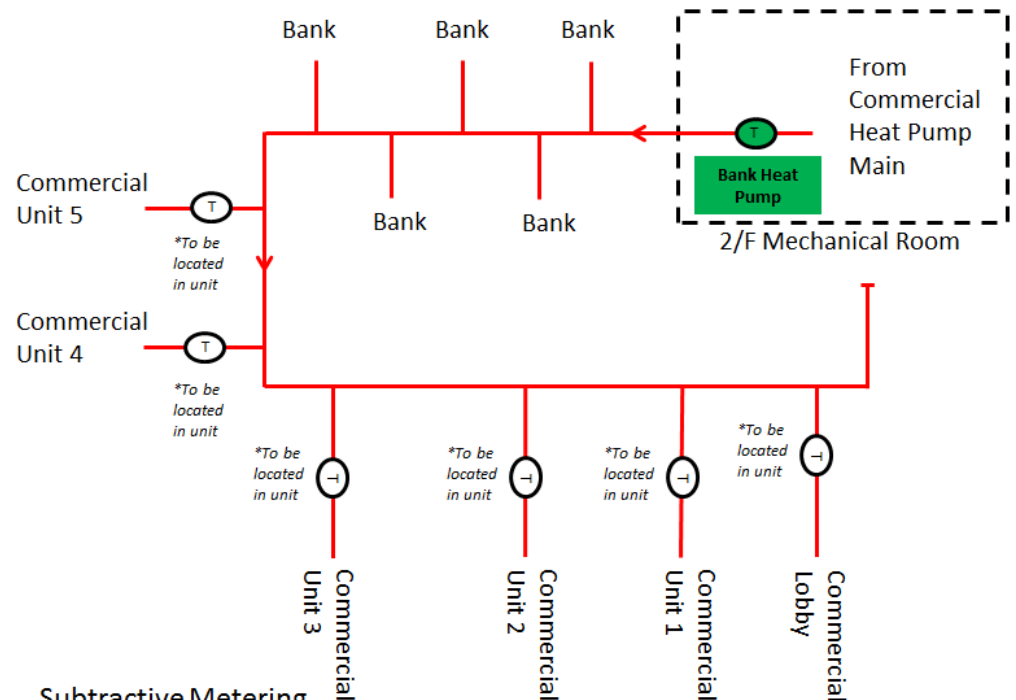 Bank
Bank
Bank
From
Commercial
Heat Pump
Main
T
Bank Heat
Pump
2/F Mechanical Room
Bank
Bank
Commercial
Unit 5
T
*To be
located
in unit
Commercial
Unit 4
T
*To be
located
in unit
*To be
located
in unit
T
*To be
located
in unit
T
*To be
located
in unit
T
*To be
located
in unit
T
Commercial
Unit 3
Commercial
Unit 2
Commercial
Unit 1
Commercial
Lobby
Subtractive Metering